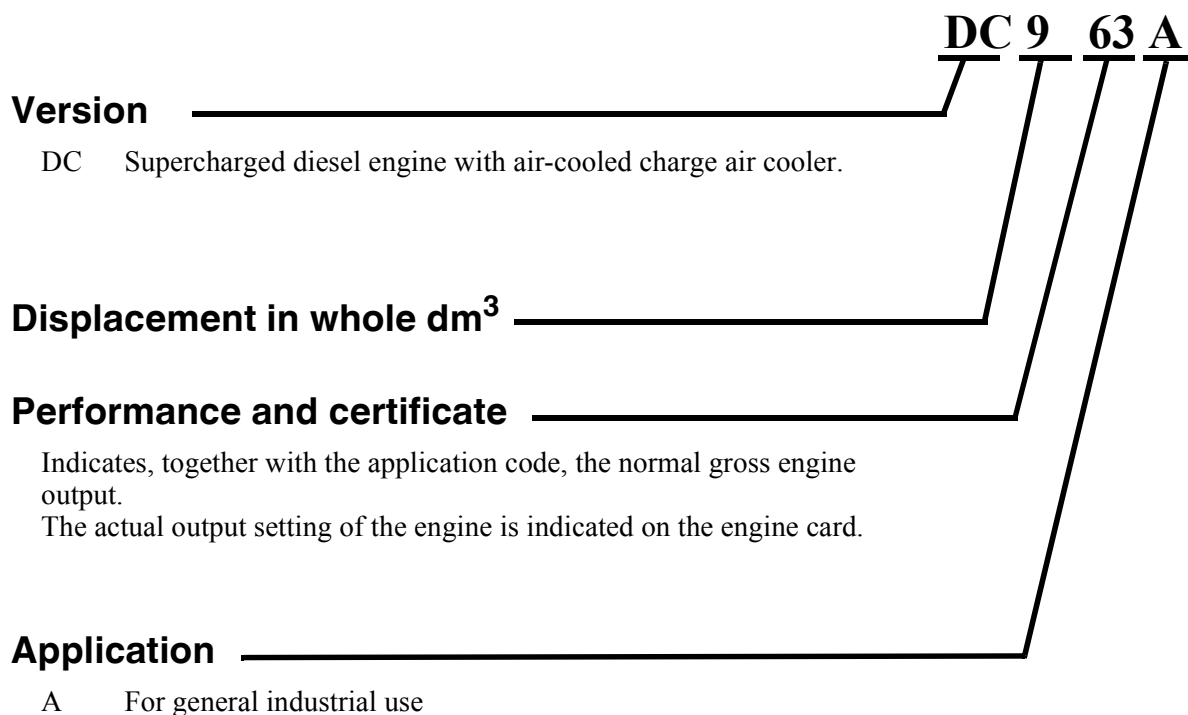 DC 9 63 A
Version
DC Supercharged diesel engine with air-cooled charge air cooler.
Displacement in whole dm3
Performance and certificate
Indicates, together with the application code, the normal gross engine
output.
The actual output setting of the engine is indicated on the engine card.
Application
A For general industrial use